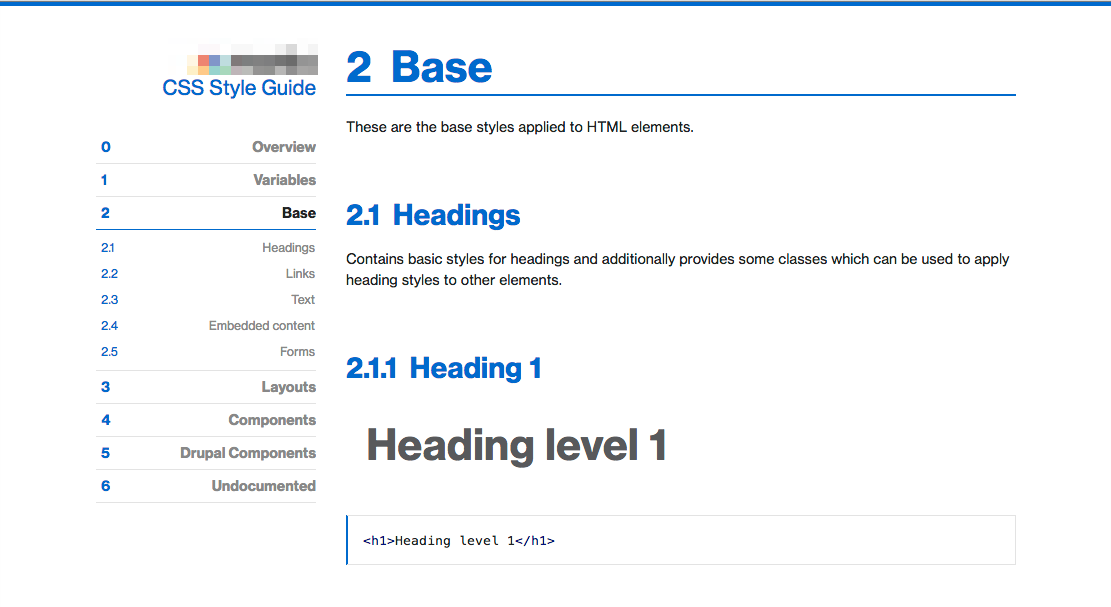 CSS Style Guide
0 Overview
1 Variables
2 Base
2.1 Headings
2.2 Links
2.3 Text
2.4 Embedded content
2.5 Forms
3 Layouts
4 Components
5 Drupal Components
6 Undocumented
2 Base
These are the base styles applied to HTML elements.
2.1 Headings
Contains basic styles for headings and additionally provides some classes which can be used to apply
heading styles to other elements.
2.1.1 Heading 1
Heading level 1
<h1>Heading level 1</h1>